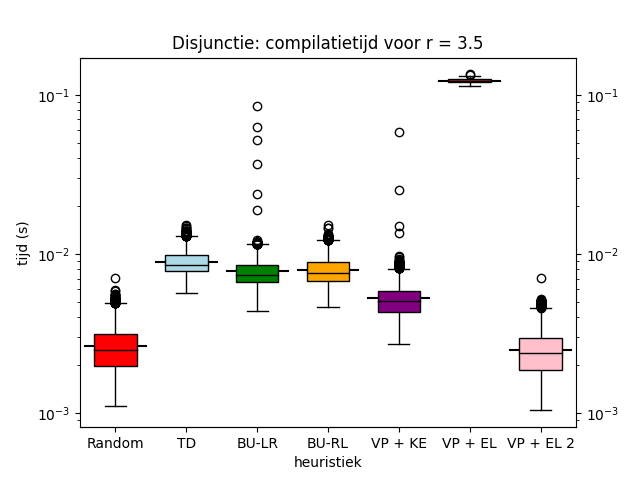 Disjunctie: compilatietijd voor r = 3.5
tijd (s)
10⁻¹
10⁻²
10⁻³
10⁻¹
10⁻²
10⁻³
Random TD BU-LR BU-RL VP + KE VP + EL VP + EL 2
heuristiek